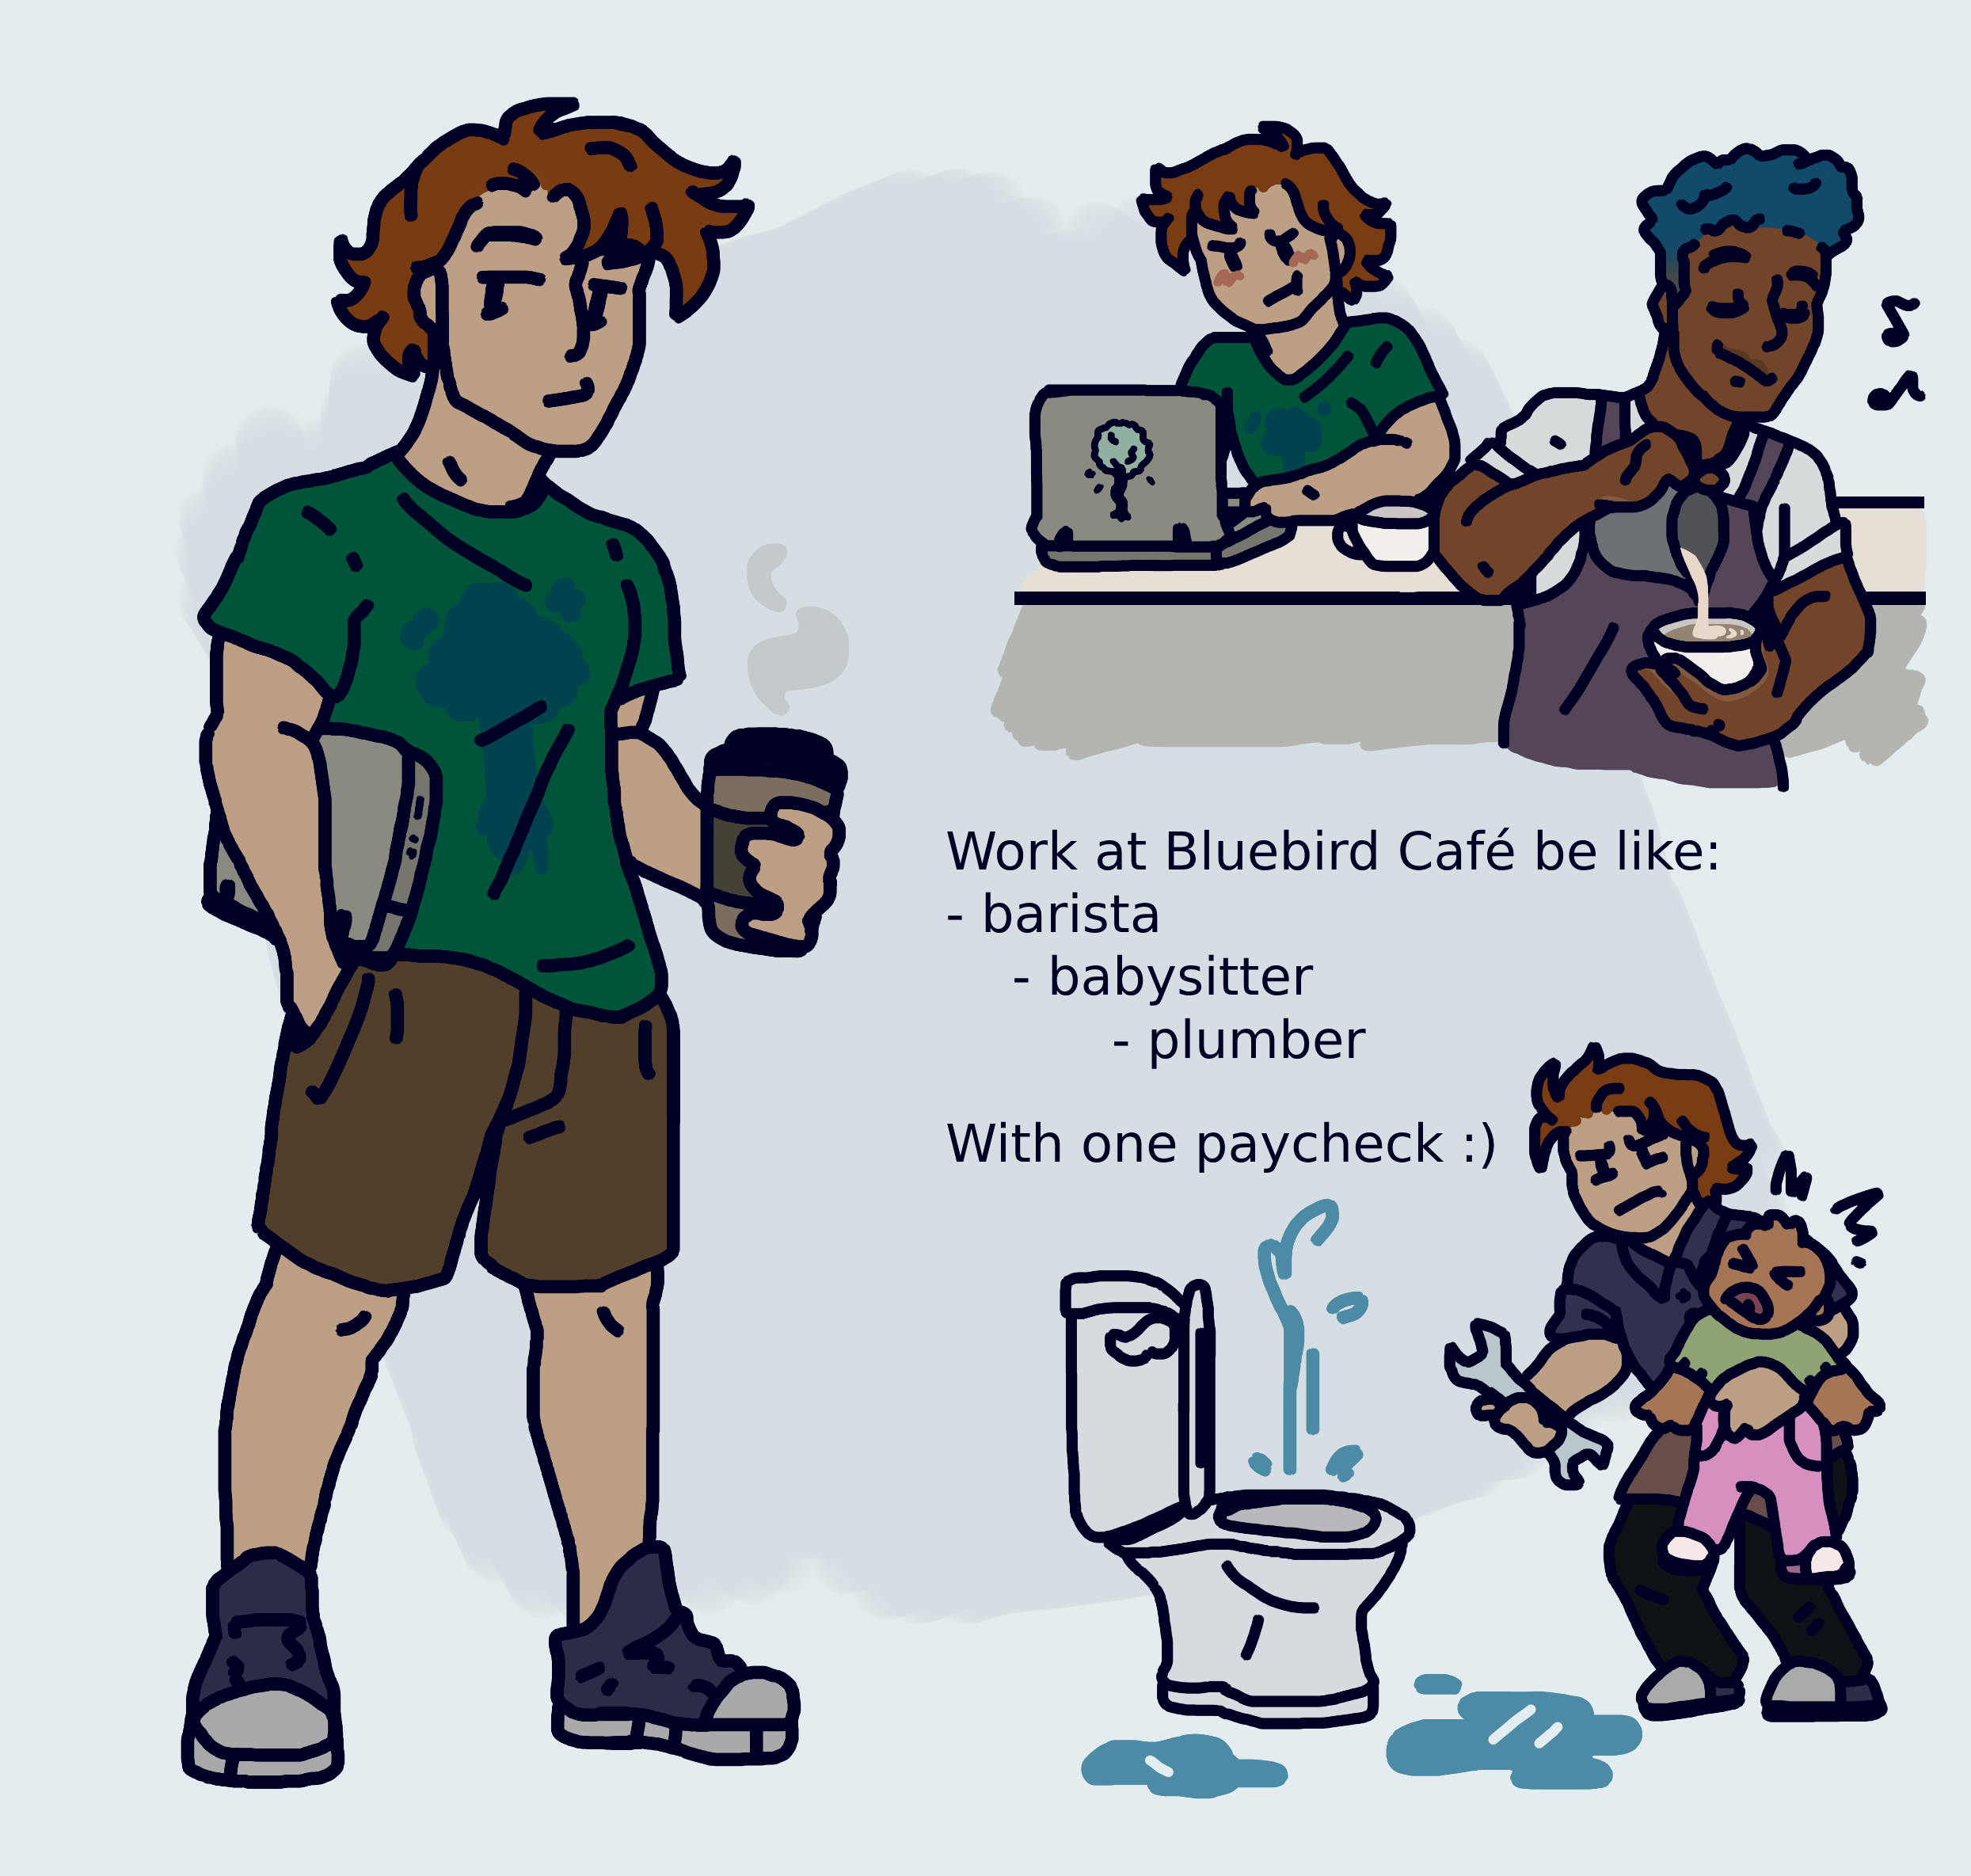 Work at Bluebird Café be like:
- barista
- babysitter
- plumber
With one paycheck :)